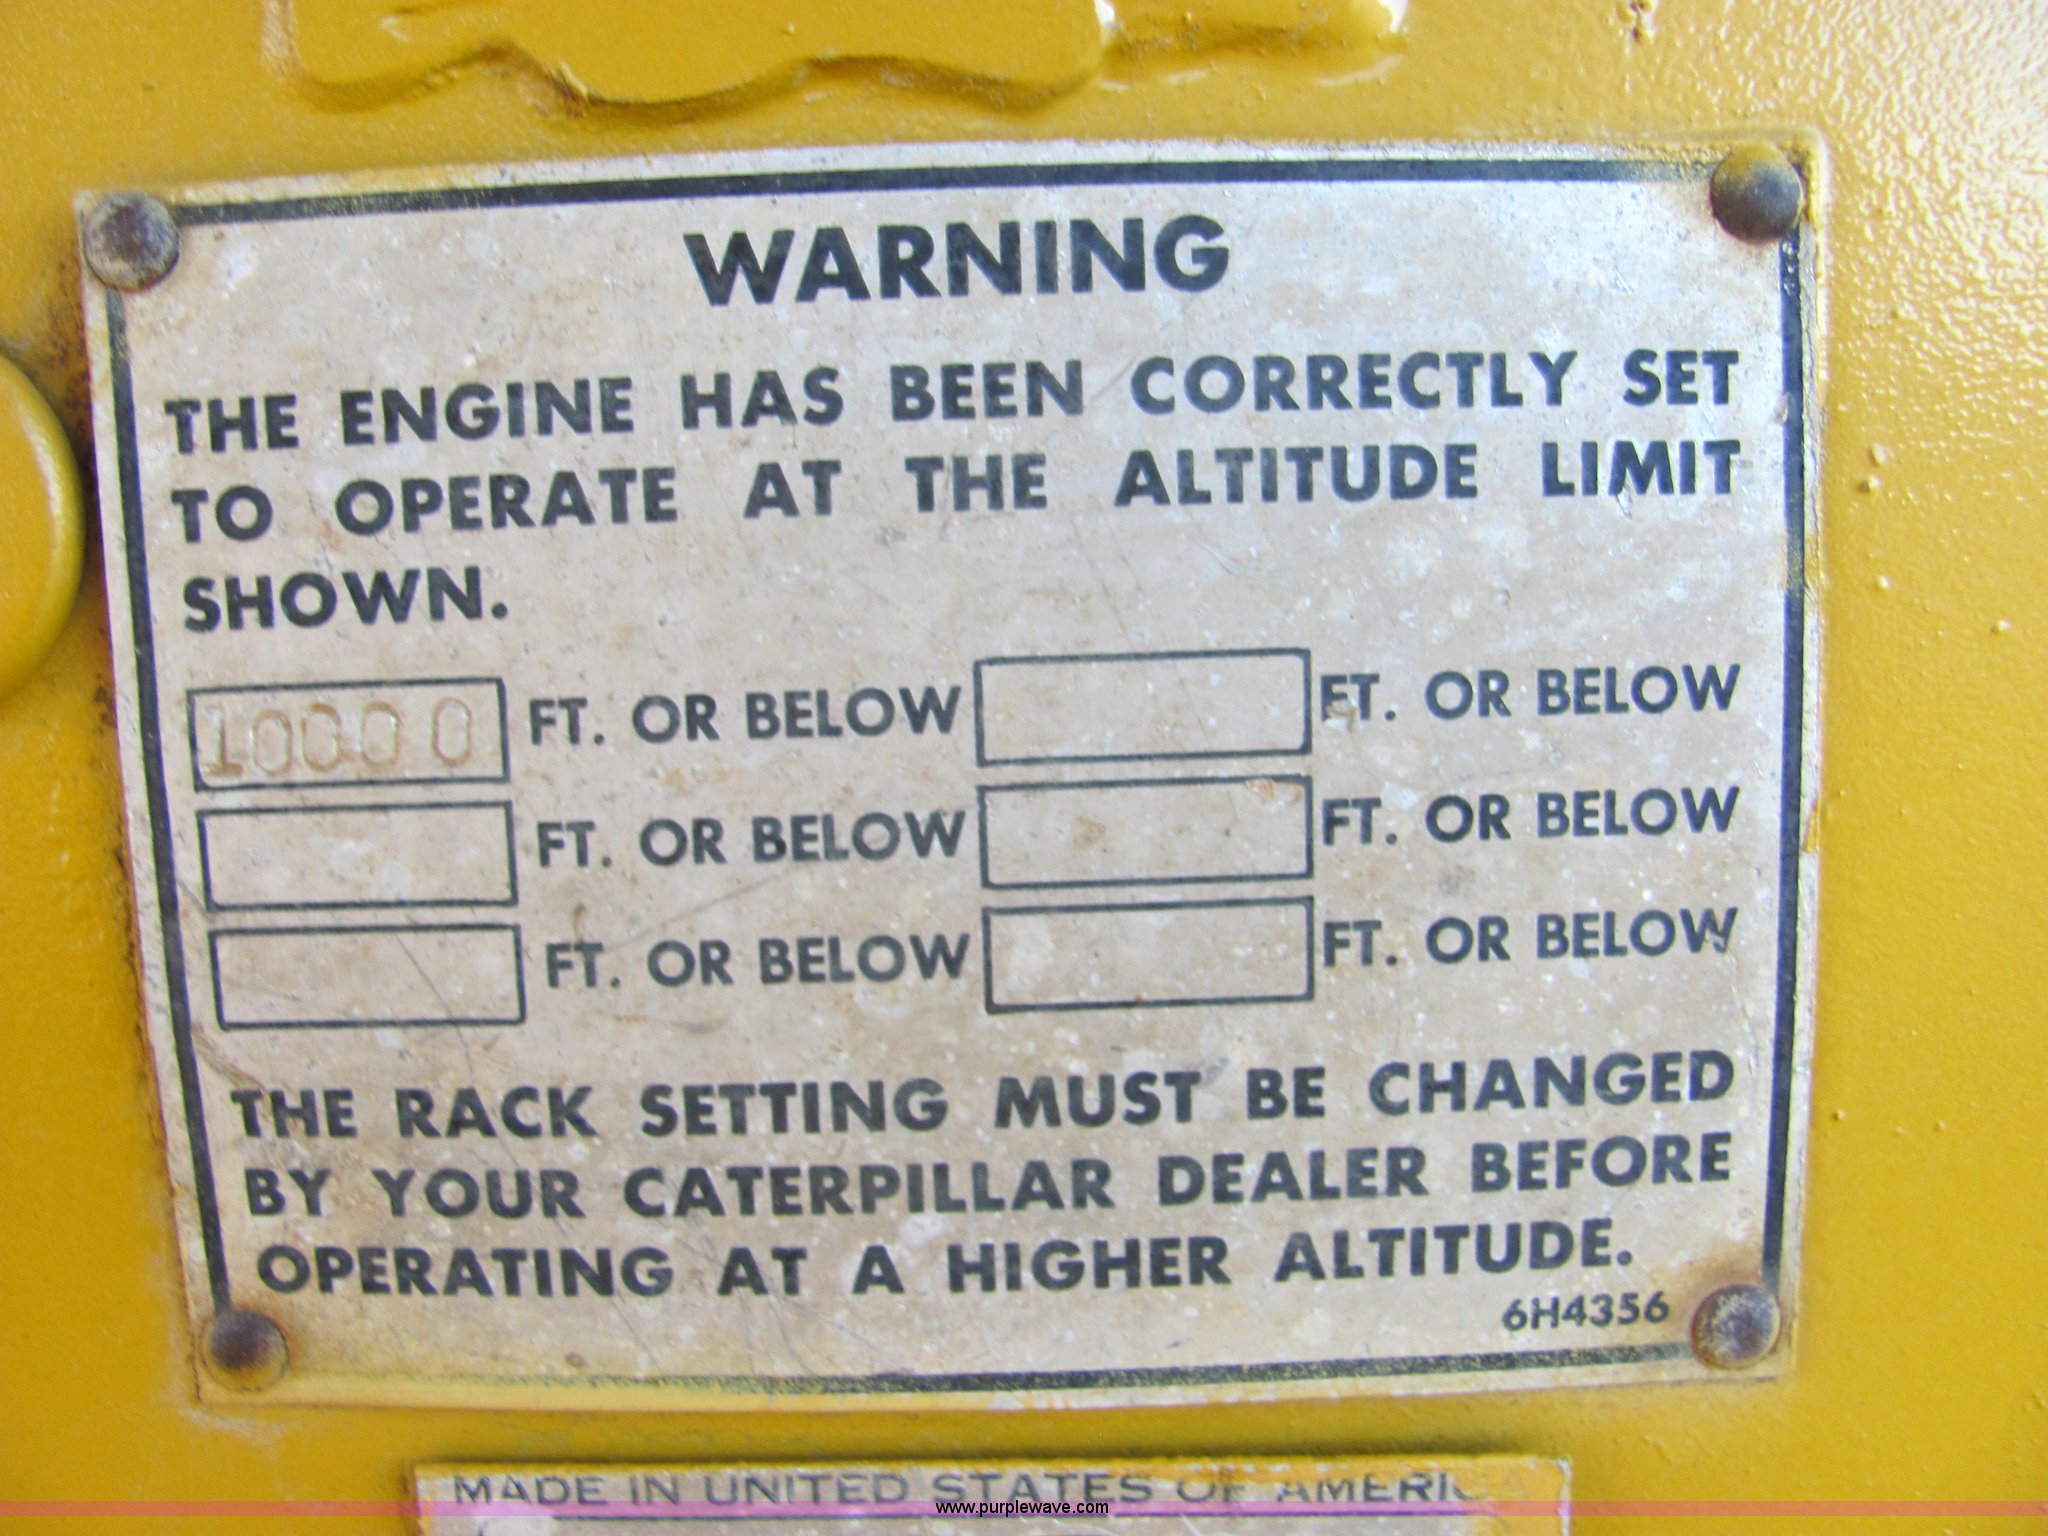 WARNING
THE ENGINE HAS BEEN CORRECTLY SET
TO OPERATE AT THE ALTITUDE LIMIT
SHOWN.
10000 FT. OR BELOW FT. OR BELOW
FT. OR BELOW FT. OR BELOW
FT. OR BELOW FT. OR BELOW
THE RACK SETTING MUST BE CHANGED
BY YOUR CATERPILLAR DEALER BEFORE
OPERATING AT A HIGHER ALTITUDE.
6H4356
MADE IN UNITED STATES OF AMERICA
www.purplewave.com